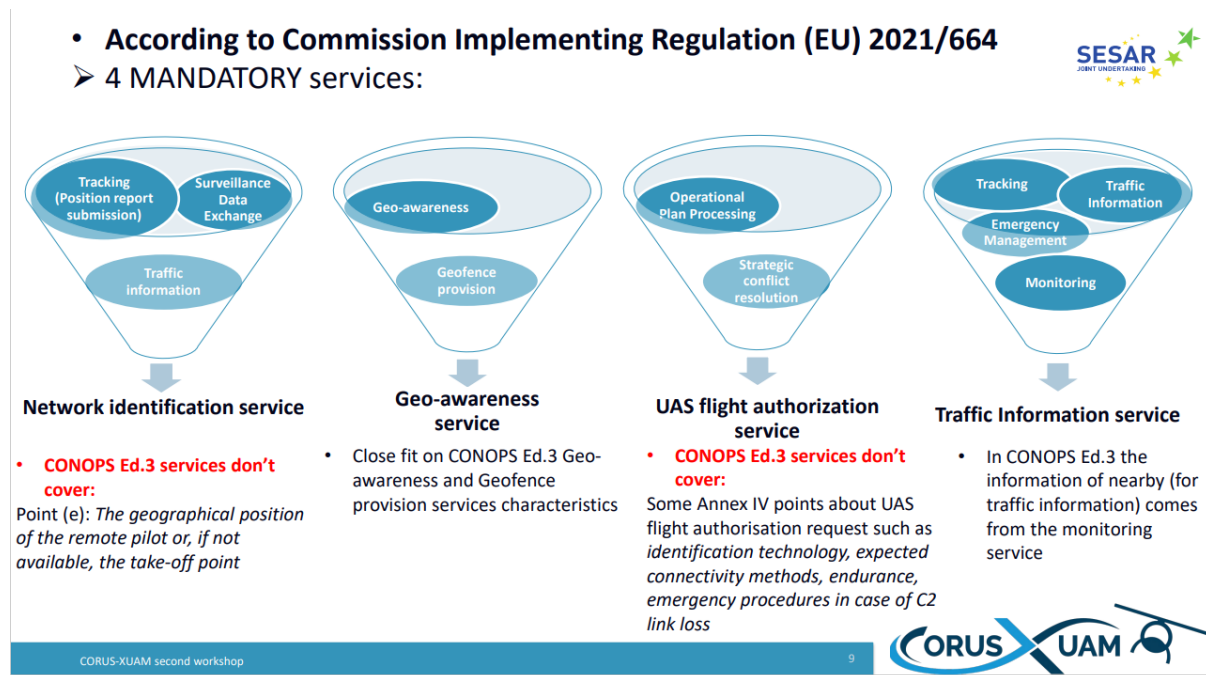 • According to Commission Implementing Regulation (EU) 2021/664
➢ 4 MANDATORY services:
SESAR
JOINT UNDERTAKING
Tracking
(Position report
submission)
Surveillance
Data
Exchange
Traffic
information
Network identification service
• CONOPS Ed.3 services don’t
cover:
Point (e): The geographical position
of the remote pilot or, if not
available, the take-off point
Geo-awareness
Geofence
provision
Geo-awareness
service
• Close fit on CONOPS Ed.3 Geo-
awareness and Geofence
provision services characteristics
Operational
Plan Processing
Strategic
conflict
resolution
UAS flight authorization
service
• CONOPS Ed.3 services don’t
cover:
Some Annex IV points about UAS
flight authorisation request such as
identification technology, expected
connectivity methods, endurance,
emergency procedures in case of C2
link loss
Tracking
Traffic
Information
Emergency
Management
Monitoring
Traffic Information service
• In CONOPS Ed.3 the
information of nearby (for
traffic information) comes
from the monitoring
service
CORUS-XUAM second workshop
9
CORUS XUAM